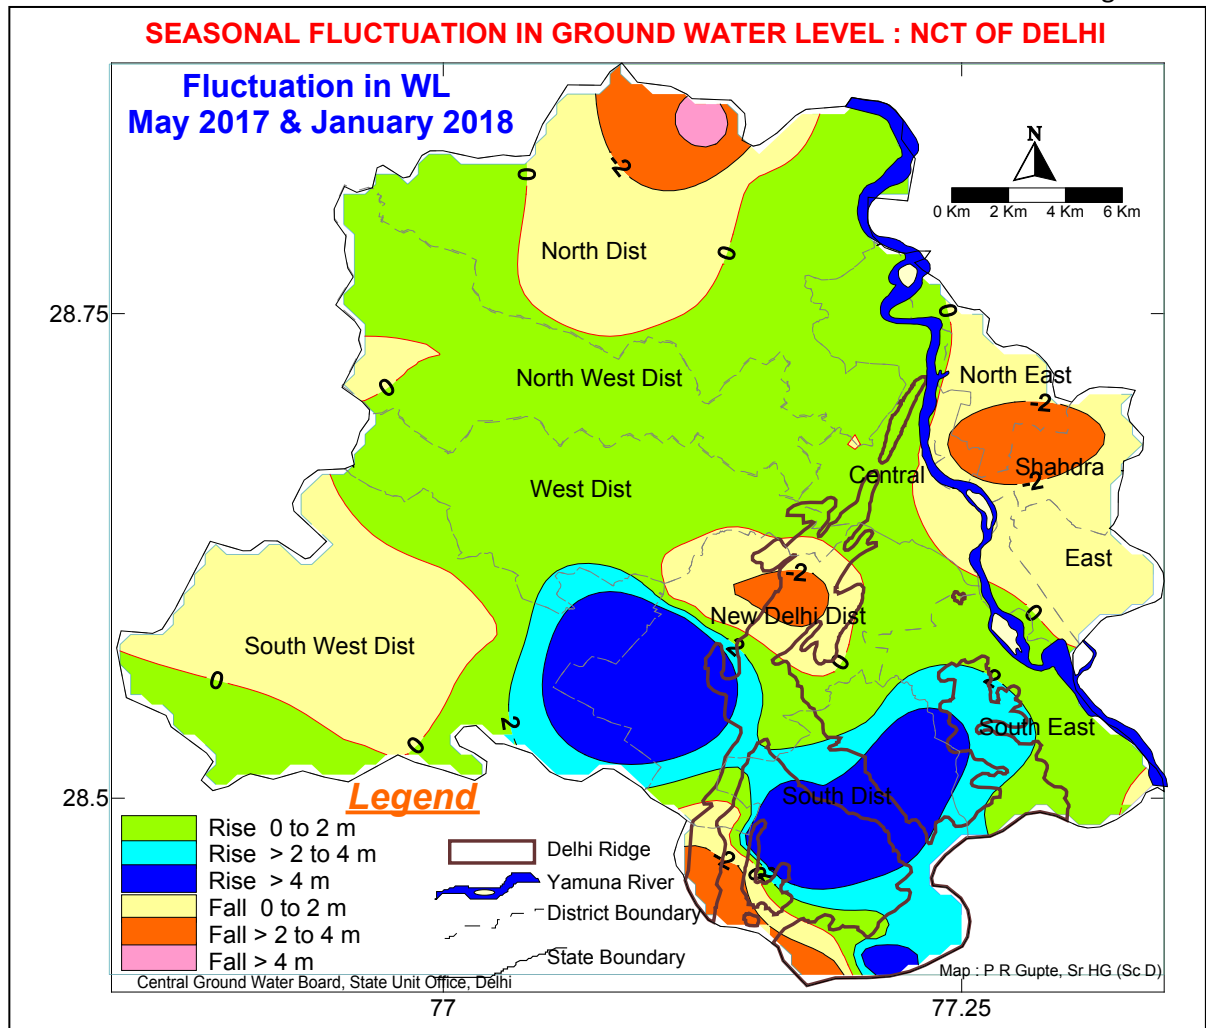 SEASONAL FLUCTUATION IN GROUND WATER LEVEL : NCT OF DELHI
Fluctuation in WL
May 2017 & January 2018
N
0 Km 2 Km 4 Km 6 Km
-2
0
North Dist
0
28.75
0
North East
North West Dist
0
-2
Central
Shahdra
-2
West Dist
East
-2
New Delhi Dist
0
South West Dist
2
0
2
0
2
0
South East
28.5
South Dist
Legend
Rise 0 to 2 m
Rise > 2 to 4 m
Rise > 4 m
Fall 0 to 2 m
Fall > 2 to 4 m
Fall > 4 m
Delhi Ridge
Yamuna River
District Boundary
State Boundary
-2
0
2
Central Ground Water Board, State Unit Office, Delhi
Map : P R Gupte, Sr HG (Sc D)
77
77.25